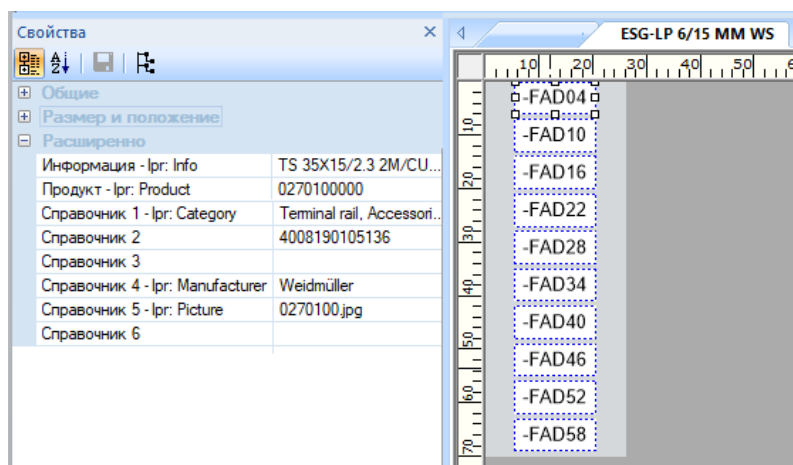 Свойства
Общие
Размер и положение
Расширенно
Информация - lpr: Info TS 35X15/2.3 2M/CU...
Продукт - lpr: Product 0270100000
Справочник 1 - lpr: Category Terminal rail, Accessori...
Справочник 2 4008190105136
Справочник 3
Справочник 4 - lpr: Manufacturer Weidmüller
Справочник 5 - lpr: Picture 0270100.jpg
Справочник 6
ESG-LP 6/15 MM WS
10 20 30 40 50 6
10
20
30
40
50
60
70
-FAD04
-FAD10
-FAD16
-FAD22
-FAD28
-FAD34
-FAD40
-FAD46
-FAD52
-FAD58